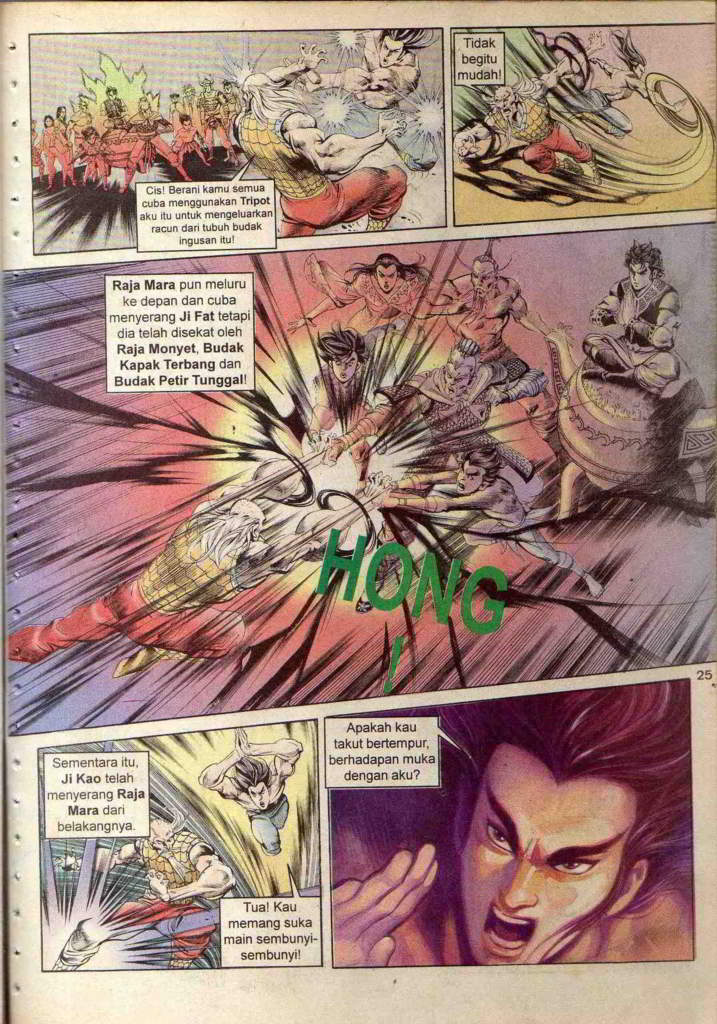 Cis! Berani kamu semua
cuba menggunakan Tripot
aku itu untuk mengeluarkan
racun dari tubuh budak
ingusan itu!
Tidak
begitu
mudah!
Raja Mara pun meluru
ke depan dan cuba
menyerang Ji Fat tetapi
dia telah disekat oleh
Raja Monyet, Budak
Kapak Terbang dan
Budak Petir Tunggal!
HONG
!
25
Sementara itu,
Ji Kao telah
menyerang Raja
Mara dari
belakangnya.
Tua! Kau
memang suka
main sembunyi-
sembunyi!
Apakah kau
takut bertempur,
berhadapan muka
dengan aku?